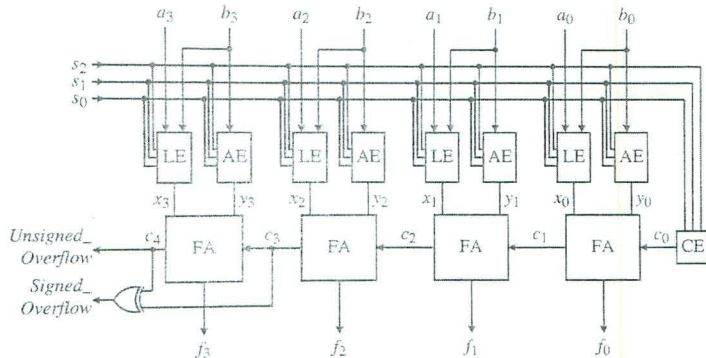 a3 b3 a2 b2 a1 b1 a0 b0
s2
s1
s0
LE AE LE AE LE AE LE AE
x3 y3 x2 y2 x1 y1 x0 y0
Unsigned_ c4 FA c3 FA c2 FA c1 FA c0 CE
Overflow
Signed_
Overflow
f3 f2 f1 f0